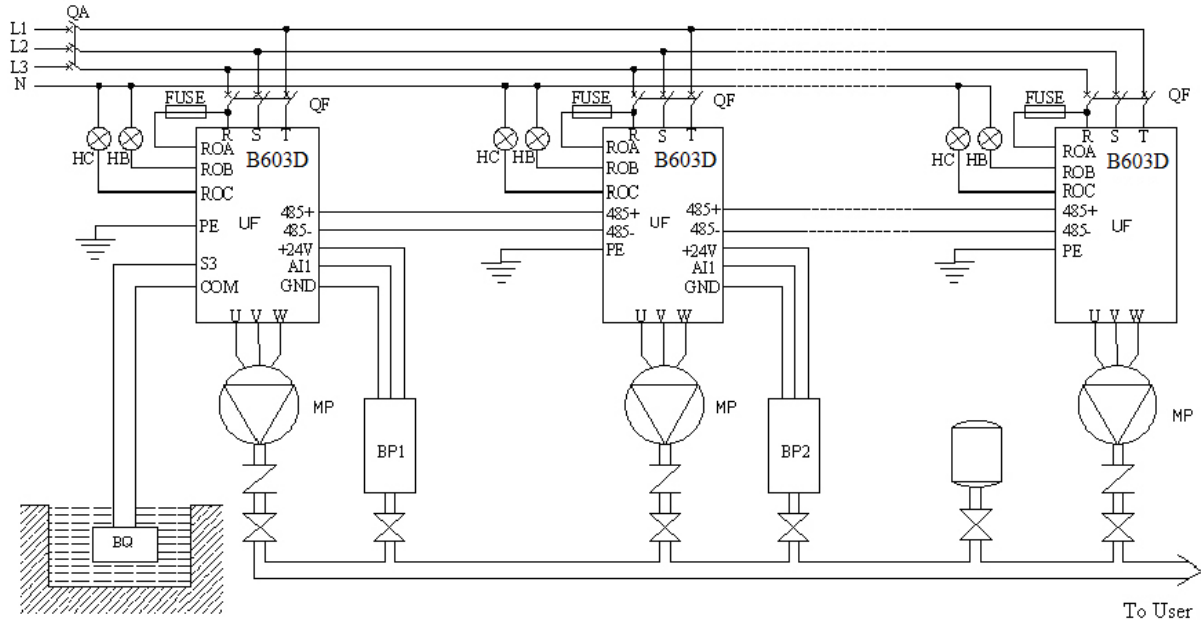 QA
L1
L2
L3
N
FUSE QF FUSE QF FUSE QF
HC HB R S T HC HB R S T HC HB R S T
ROA B603D ROA B603D ROA B603D
ROB ROB ROB
ROC ROC ROC
PE UF 485+ 485+ UF 485+ 485+ UF
485- 485- 485- 485-
+24V PE +24V PE
S3 AI1 AI1
COM GND GND
U V W U V W U V W
MP MP MP
BP1 BP2
BQ
To User